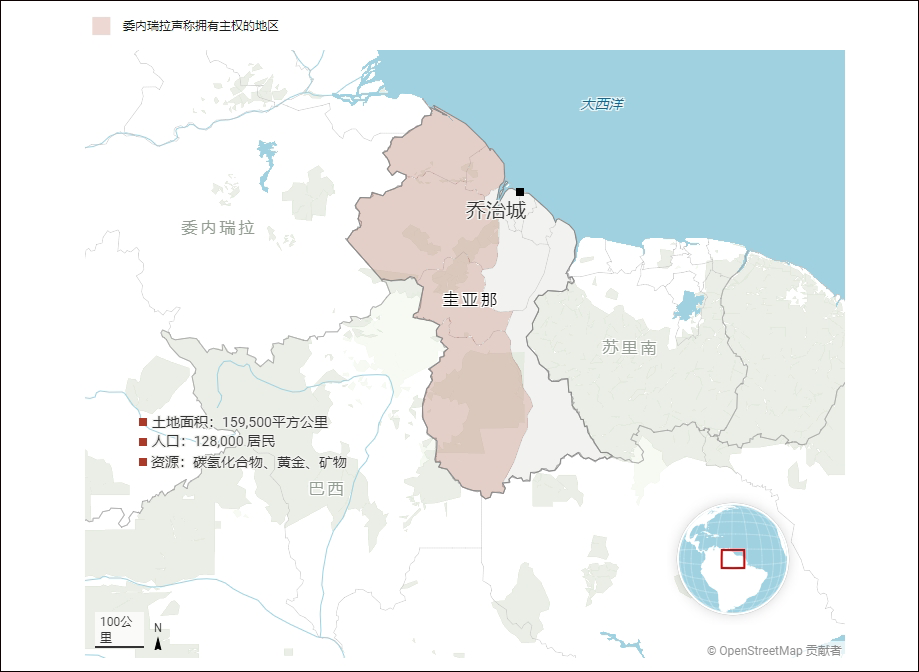 委内瑞拉声称拥有主权的地区
大西洋
乔治城
委内瑞拉
圭亚那
苏里南
土地面积：159,500平方公里
人口：128,000 居民
资源：碳氢化合物、黄金、矿物
巴西
100公
里
N
© OpenStreetMap 贡献者